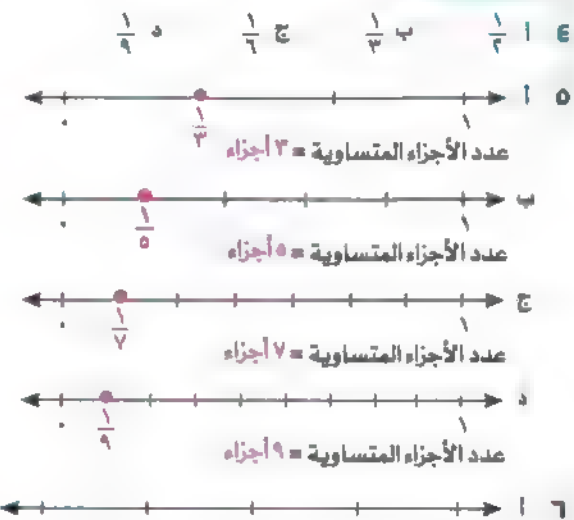 ٤ أ ١/٢ ب ١/٣ ج ١/٦ د ١/٩
٥ أ
٠ ١/٣ ١
عدد الأجزاء المتساوية = ٣ أجزاء
ب
٠ ١/٥ ١
عدد الأجزاء المتساوية = ٥ أجزاء
ج
٠ ١/٧ ١
عدد الأجزاء المتساوية = ٧ أجزاء
د
٠ ١/٩ ١
عدد الأجزاء المتساوية = ٩ أجزاء
٦ أ